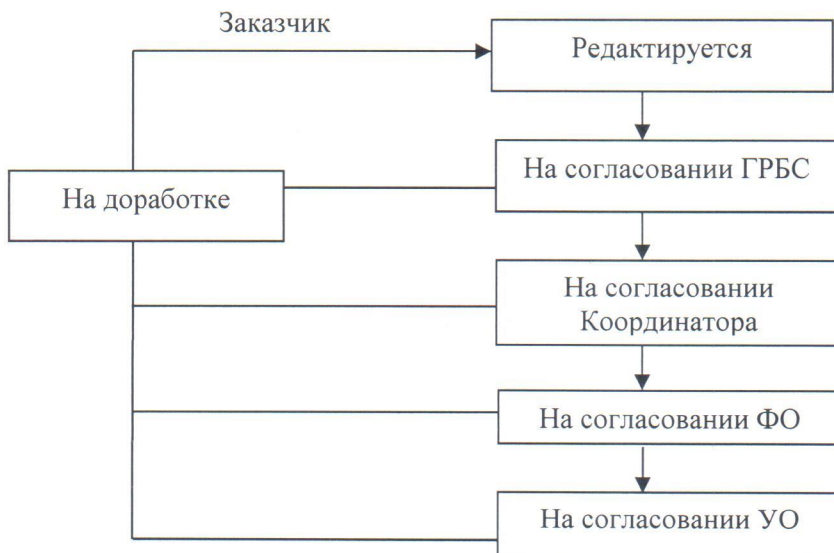 Заказчик
Редактируется
На согласовании ГРБС
На доработке
На согласовании
Координатора
На согласовании ФО
На согласовании УО